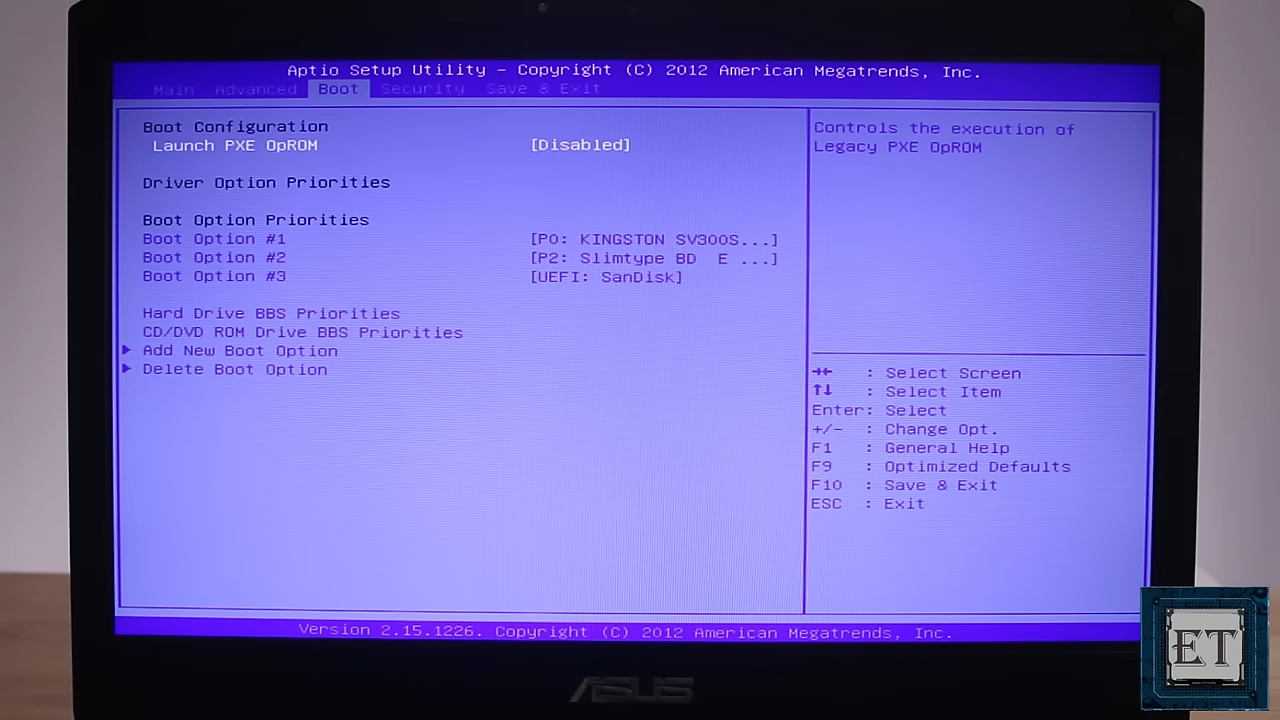 Aptio Setup Utility – Copyright (C) 2012 American Megatrends, Inc.
Main Advanced Boot Security Save & Exit
Boot Configuration
Launch PXE OpROM [Disabled]
Driver Option Priorities
Boot Option Priorities
Boot Option #1 [P0: KINGSTON SV300S...]
Boot Option #2 [P2: Slimtype BD  E ...]
Boot Option #3 [UEFI: SanDisk]
Hard Drive BBS Priorities
CD/DVD ROM Drive BBS Priorities
Add New Boot Option
Delete Boot Option
Controls the execution of
Legacy PXE OpROM
→← : Select Screen
↑↓ : Select Item
Enter: Select
+/– : Change Opt.
F1 : General Help
F9 : Optimized Defaults
F10 : Save & Exit
ESC : Exit
Version 2.15.1226. Copyright (C) 2012 American Megatrends, Inc.
ASUS
ET